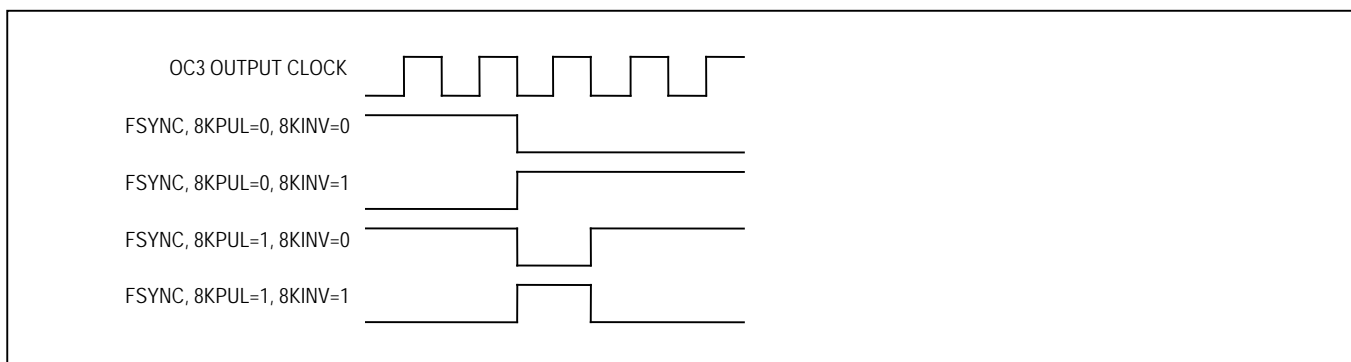 OC3 OUTPUT CLOCK
FSYNC, 8KPUL=0, 8KINV=0
FSYNC, 8KPUL=0, 8KINV=1
FSYNC, 8KPUL=1, 8KINV=0
FSYNC, 8KPUL=1, 8KINV=1